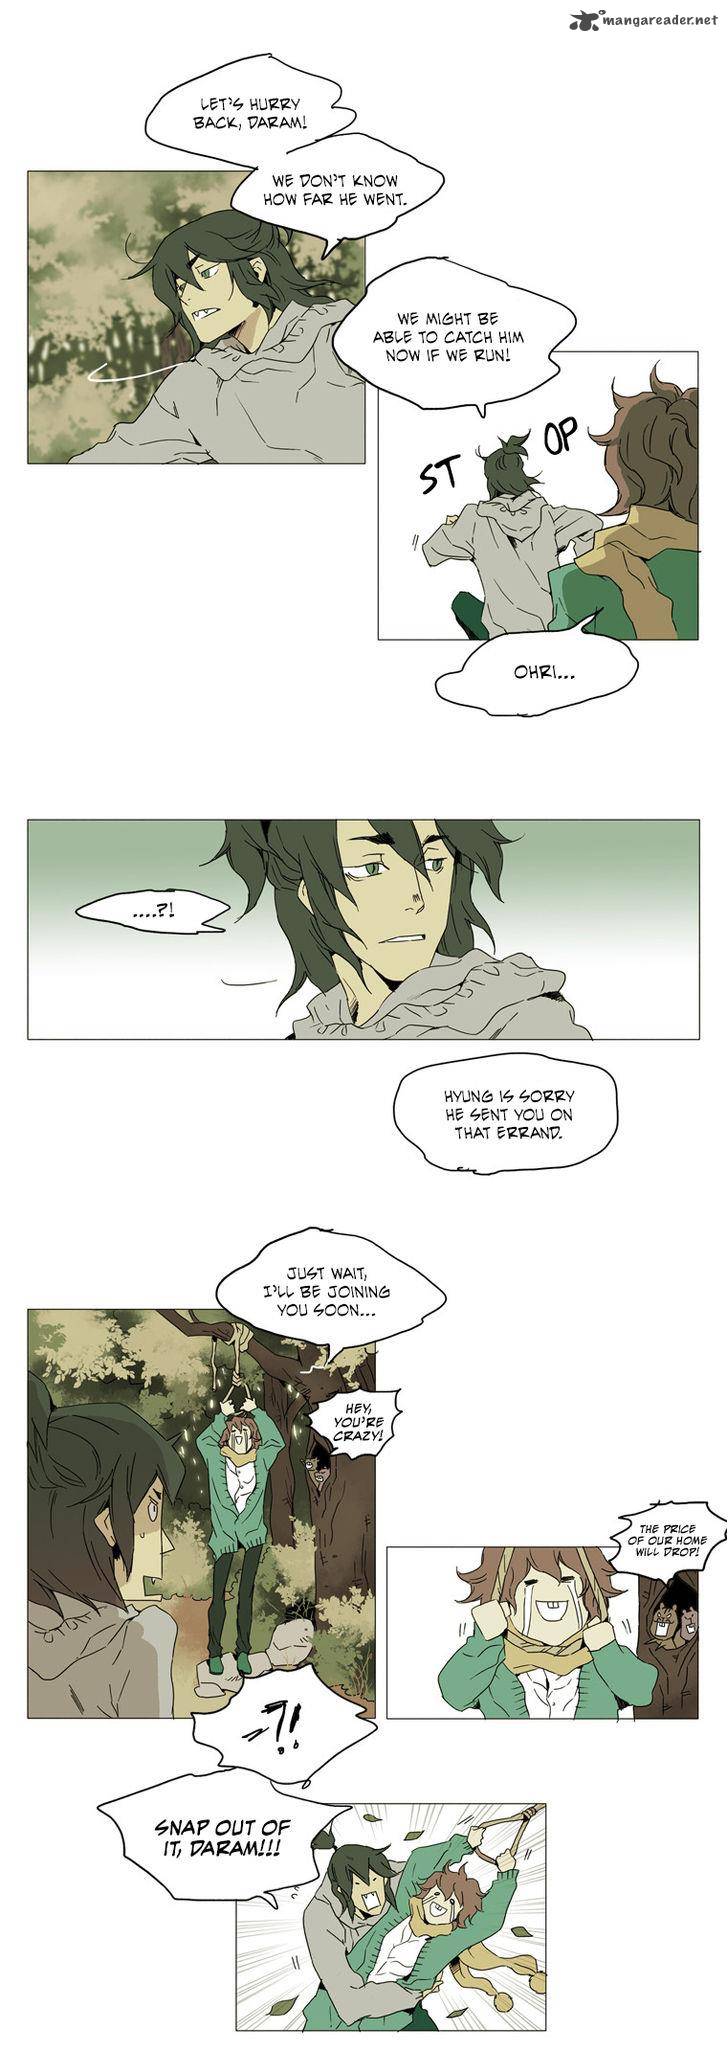 mangareader.net
LET'S HURRY
BACK, DARAM!
WE DON'T KNOW
HOW FAR HE WENT.
WE MIGHT BE
ABLE TO CATCH HIM
NOW IF WE RUN!
ST OP
OHRI...
....?!
HYUNG IS SORRY
HE SENT YOU ON
THAT ERRAND.
JUST WAIT,
I'LL BE JOINING
YOU SOON...
HEY,
YOU'RE
CRAZY!
THE PRICE
OF OUR HOME
WILL DROP!
?!
SNAP OUT OF
IT, DARAM!!!